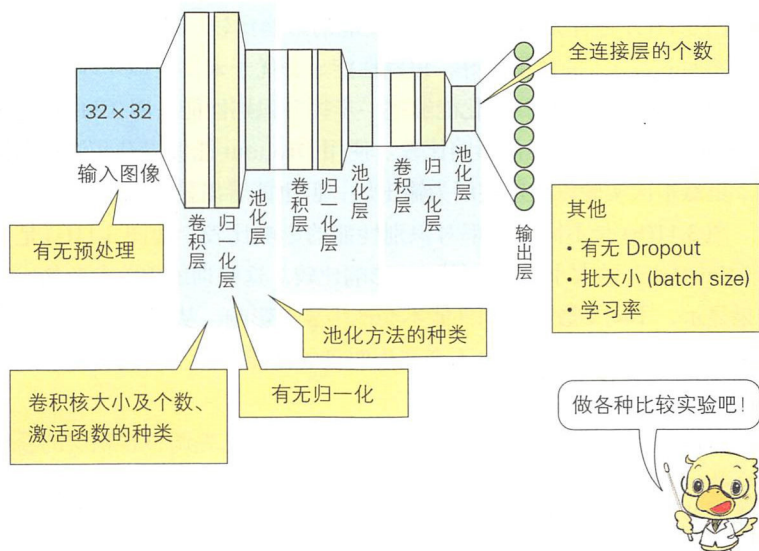 全连接层的个数
32×32
输入图像
有无预处理
卷积层
归一化层
池化层
卷积层
归一化层
池化层
卷积层
归一化层
池化层
输出层
其他
• 有无 Dropout
• 批大小 (batch size)
• 学习率
池化方法的种类
有无归一化
卷积核大小及个数、
激活函数的种类
做各种比较实验吧！